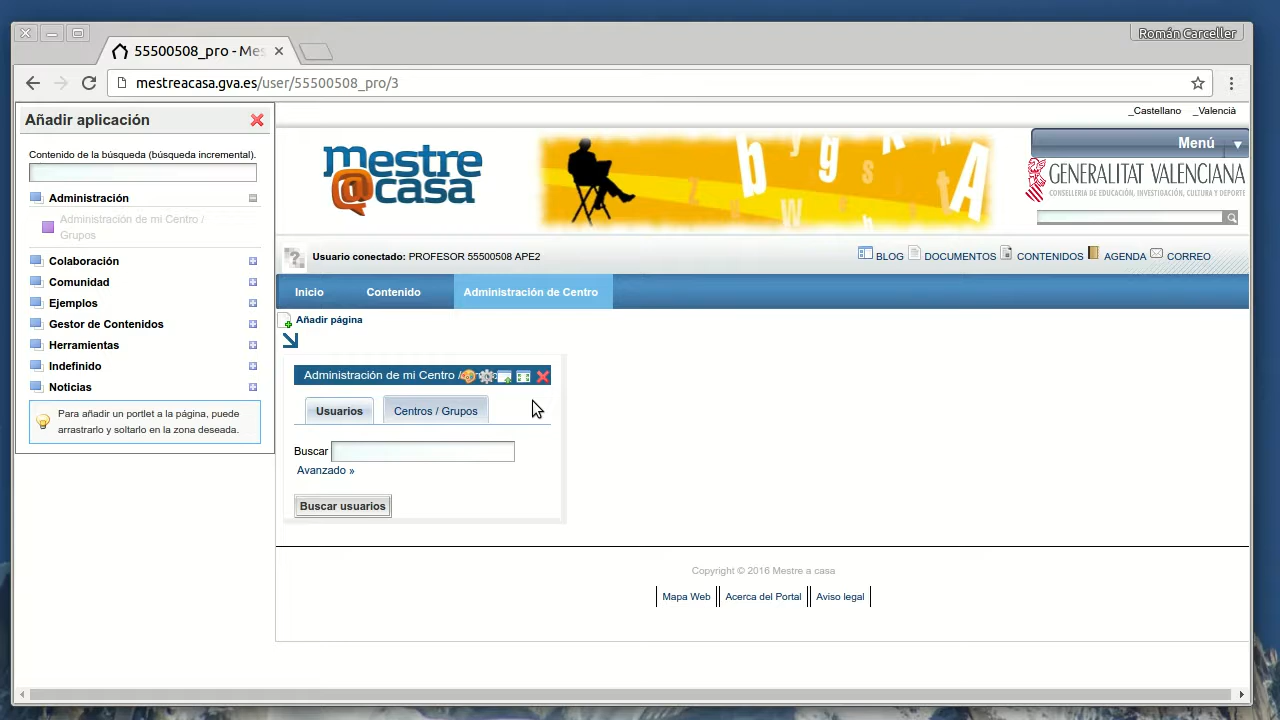 Román Carceller
55500508_pro - Mes
mestreacasa.gva.es/user/55500508_pro/3
Añadir aplicación
Contenido de la búsqueda (búsqueda incremental).
Administración
Administración de mi Centro /
Grupos
Colaboración
Comunidad
Ejemplos
Gestor de Contenidos
Herramientas
Indefinido
Noticias
Para añadir un portlet a la página, puede
arrastrarlo y soltarlo en la zona deseada.
_Castellano _Valencià
mestre
@casa
Menú
GENERALITAT VALENCIANA
CONSELLERIA DE EDUCACIÓN, INVESTIGACIÓN, CULTURA Y DEPORTE
Usuario conectado: PROFESOR 55500508 APE2
BLOG DOCUMENTOS CONTENIDOS AGENDA CORREO
Inicio Contenido Administración de Centro
Añadir página
Administración de mi Centro /
Usuarios Centros / Grupos
Buscar
Avanzado »
Buscar usuarios
Copyright © 2016 Mestre a casa
Mapa Web Acerca del Portal Aviso legal